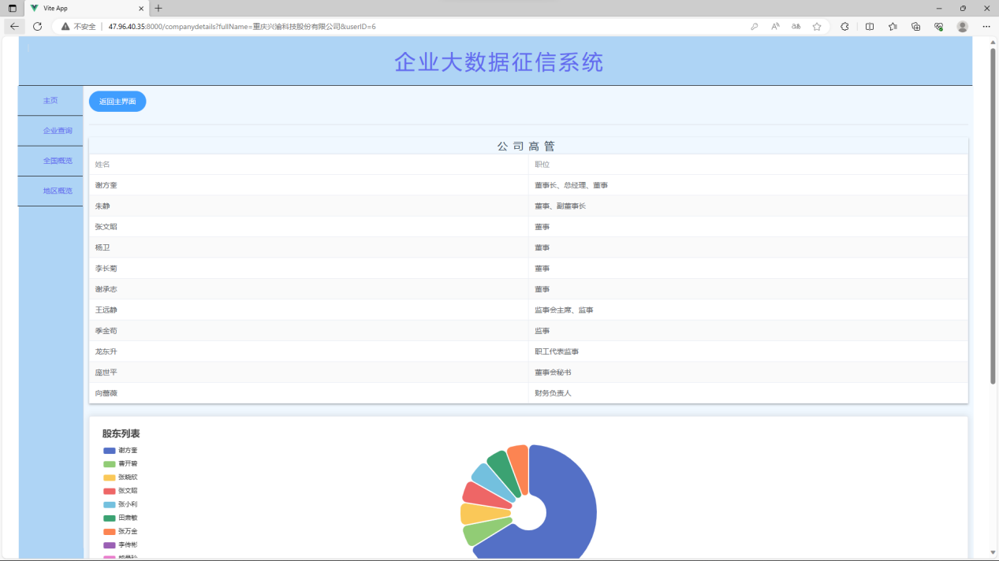 Vite App
不安全 47.96.40.35:8000/companydetails?fullName=重庆兴渝科技股份有限公司&userID=6
企业大数据征信系统
主页
企业查询
全国概览
地区概览
返回主界面
公司高管
姓名 职位
谢方奎 董事长、总经理、董事
朱静 董事、副董事长
张文昭 董事
杨卫 董事
李长菊 董事
谢承志 董事
王远静 监事会主席、监事
季金苟 监事
龙东升 职工代表监事
庞世平 董事会秘书
向蔷薇 财务负责人
股东列表
谢方奎
曹开碧
张晓欣
张文昭
张小利
田肃敏
张万金
李传彬